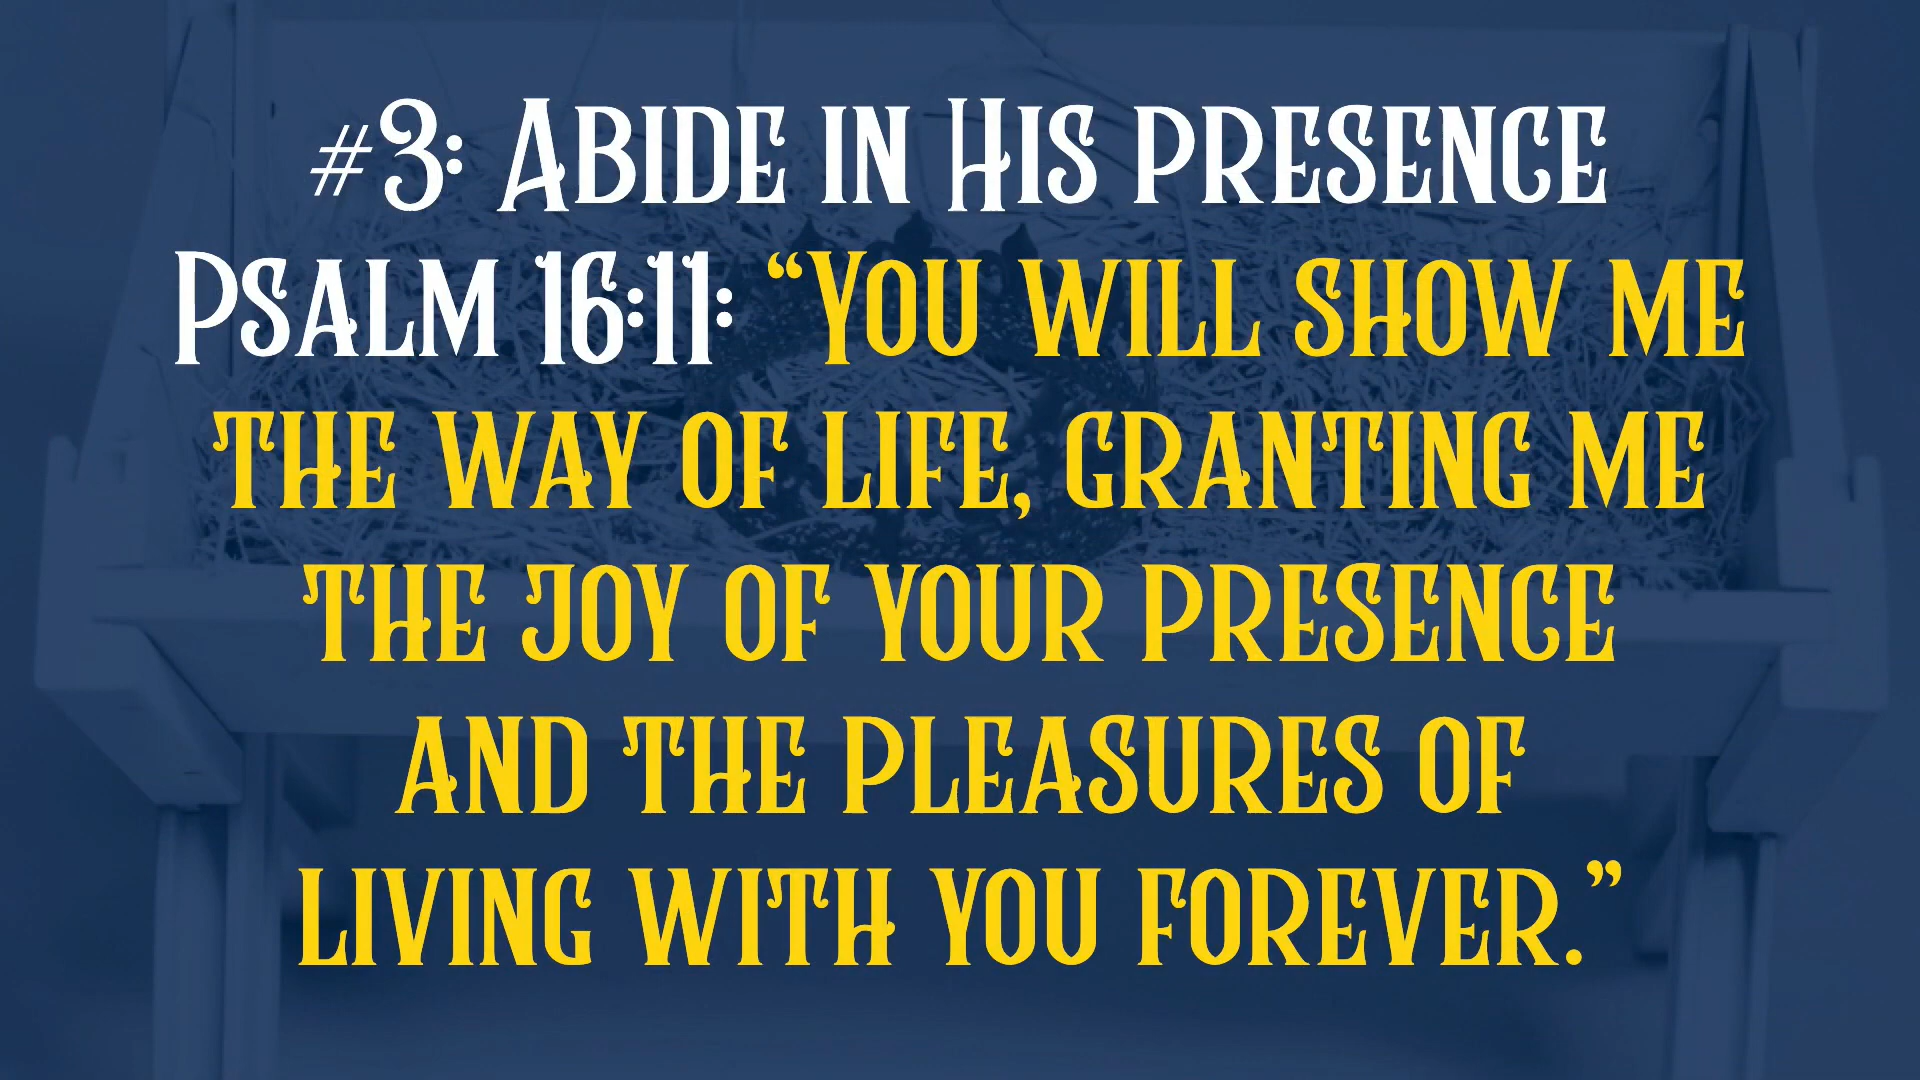 #3: Abide in His presence
Psalm 16:11: “You will show me
the way of life, granting me
the joy of your presence
and the pleasures of
living with you forever.”